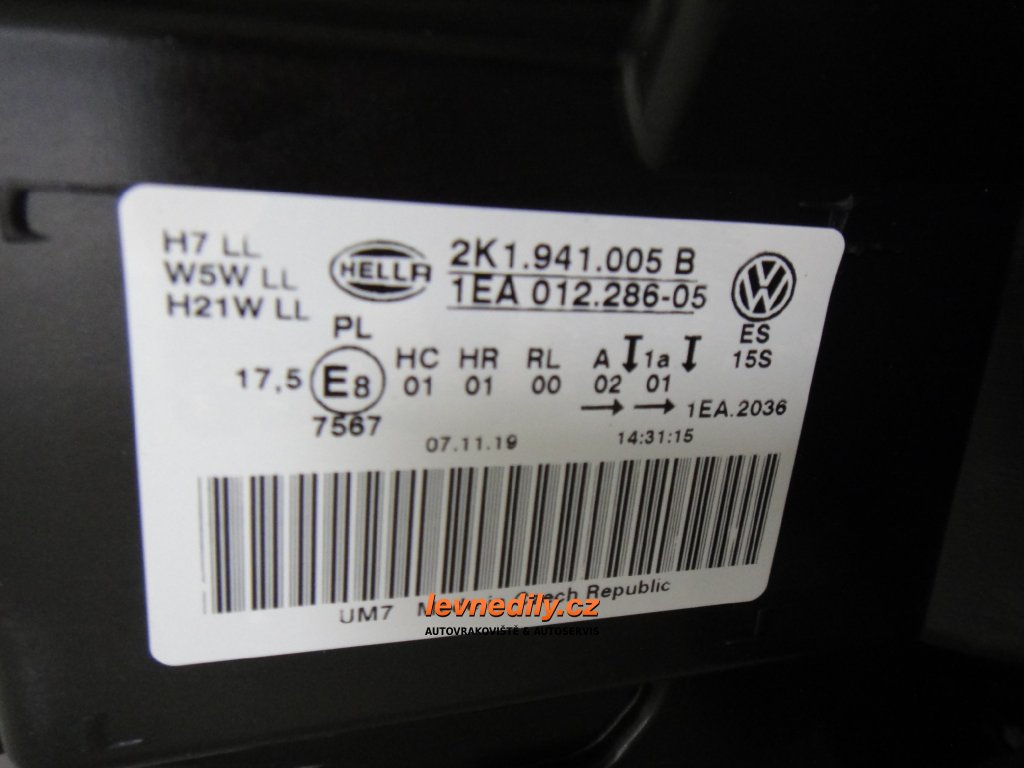 H7 LL
W5W LL
H21W LL
HELLA
2K1.941.005 B
1EA 012.286-05
VW
ES
15S
PL
17,5 E8
7567
HC HR RL A 1a
01 01 00 02 01
1EA.2036
07.11.19 14:31:15
UM7 Czech Republic
levnedily.cz
AUTOVRAKOVIŠTĚ & AUTOSERVIS